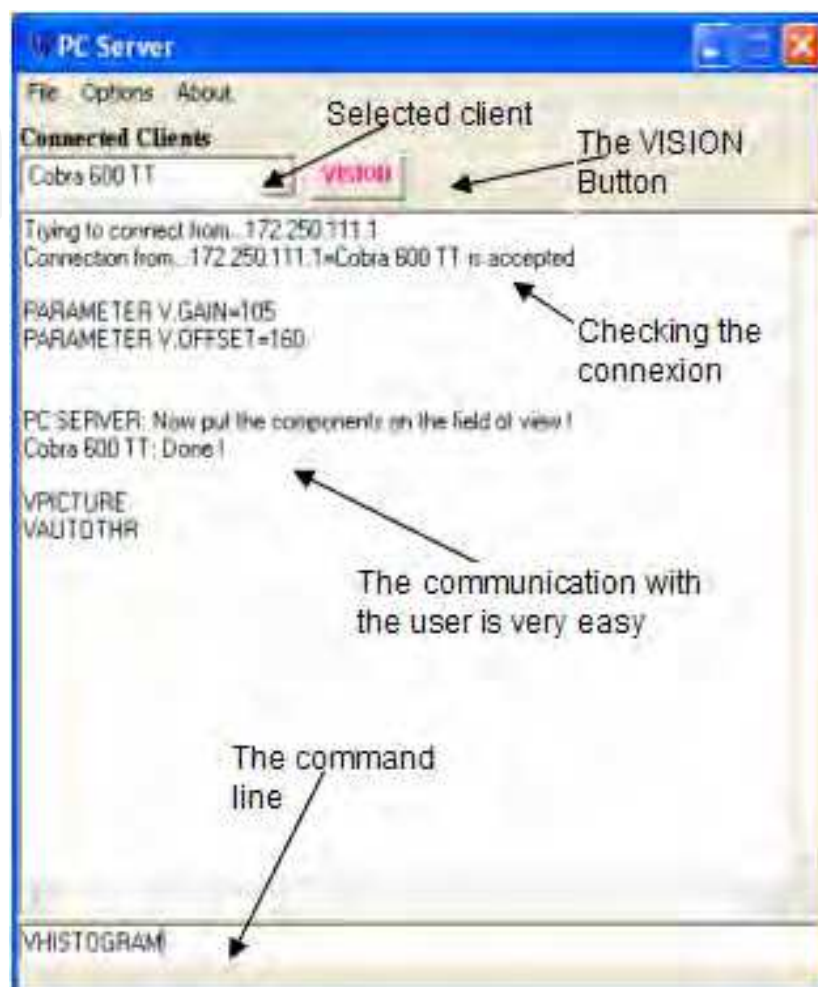 PC Server
File Options About
Selected client
Connected Clients
The VISION
Button
Cobra 600 TT
VISION
Trying to connect from...172.250.111.1
Connection from...172.250.111.1=Cobra 600 TT is accepted
PARAMETER V.GAIN=105
PARAMETER V.OFFSET=160
Checking the
connexion
PC SERVER: Now put the components on the field of view !
Cobra 600 TT: Done !
VPICTURE
VAUTOTHR
The communication with
the user is very easy
The command
line
VHISTOGRAM